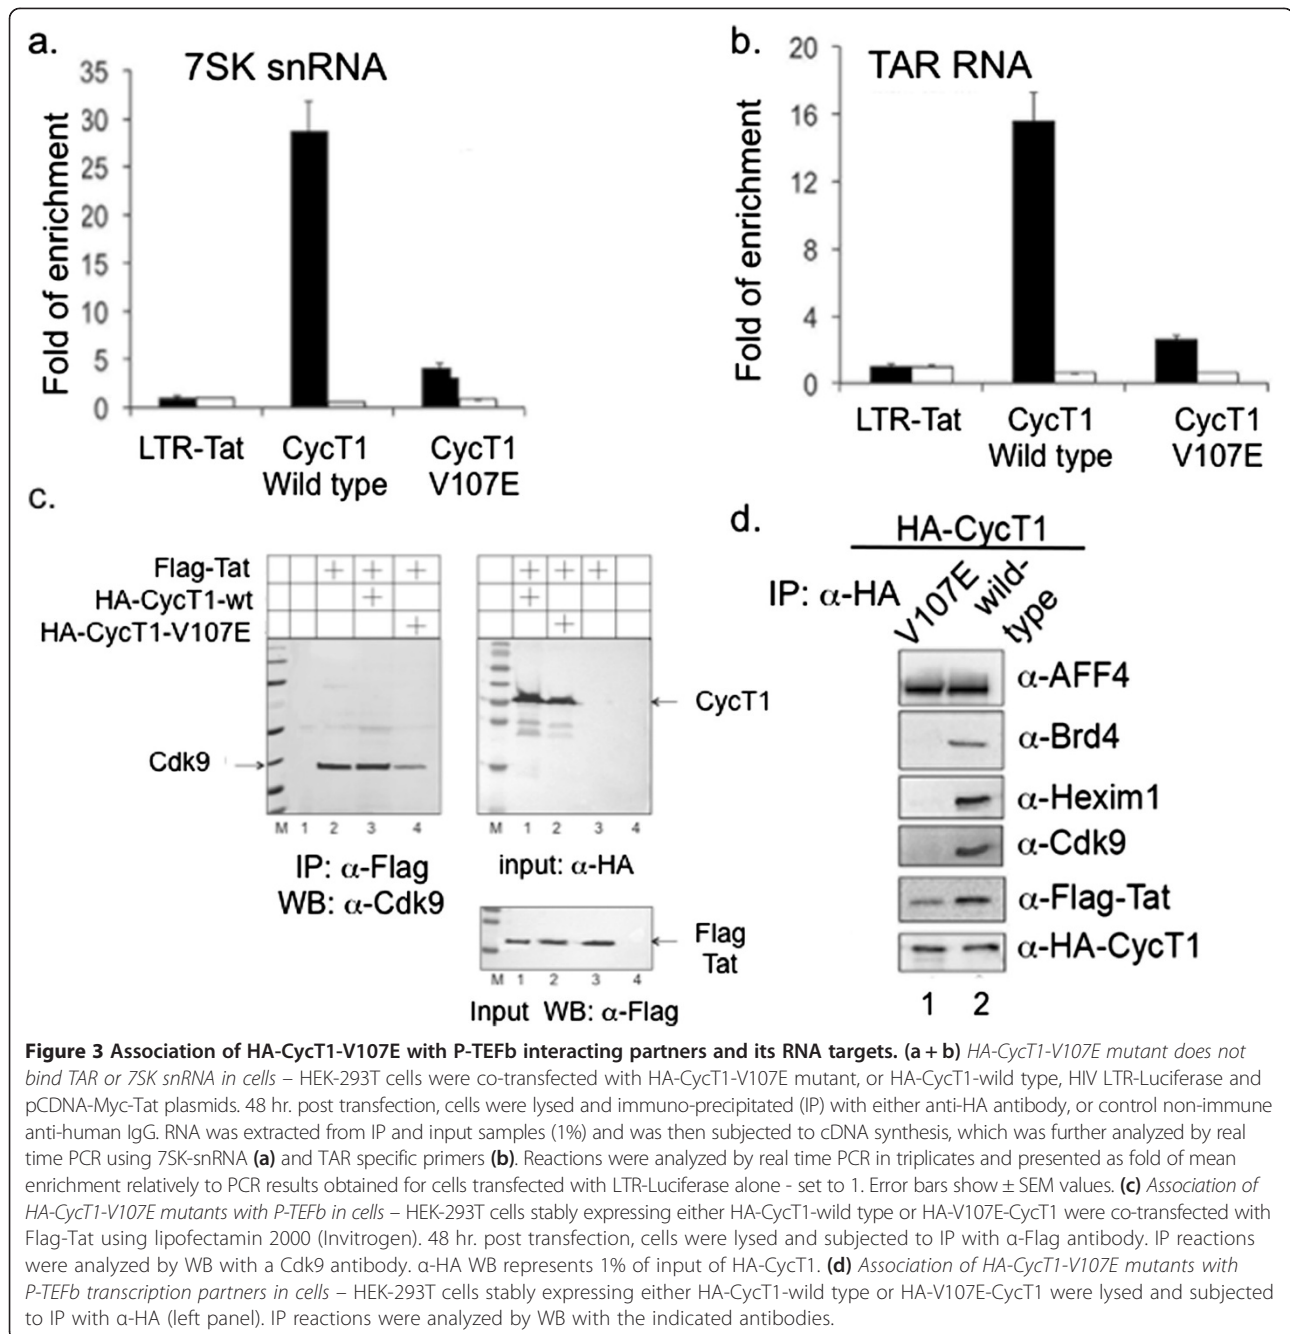 a.
7SK snRNA
Fold of enrichment
35
30
25
20
15
10
5
0
LTR-Tat
CycT1
Wild type
CycT1
V107E
b.
TAR RNA
Fold of enrichment
20
16
12
8
4
0
LTR-Tat
CycT1
Wild type
CycT1
V107E
c.
Flag-Tat + + +
HA-CycT1-wt +
HA-CycT1-V107E +
Cdk9
M 1 2 3 4
IP: α-Flag
WB: α-Cdk9
+ + +
+
+
CycT1
M 1 2 3 4
input: α-HA
Flag
Tat
M 1 2 3 4
Input WB: α-Flag
d.
HA-CycT1
IP: α-HA
V107E
wild-
type
α-AFF4
α-Brd4
α-Hexim1
α-Cdk9
α-Flag-Tat
α-HA-CycT1
1 2
Figure 3 Association of HA-CycT1-V107E with P-TEFb interacting partners and its RNA targets. (a + b) HA-CycT1-V107E mutant does not
bind TAR or 7SK snRNA in cells – HEK-293T cells were co-transfected with HA-CycT1-V107E mutant, or HA-CycT1-wild type, HIV LTR-Luciferase and
pCDNA-Myc-Tat plasmids. 48 hr. post transfection, cells were lysed and immuno-precipitated (IP) with either anti-HA antibody, or control non-immune
anti-human IgG. RNA was extracted from IP and input samples (1%) and was then subjected to cDNA synthesis, which was further analyzed by real
time PCR using 7SK-snRNA (a) and TAR specific primers (b). Reactions were analyzed by real time PCR in triplicates and presented as fold of mean
enrichment relatively to PCR results obtained for cells transfected with LTR-Luciferase alone - set to 1. Error bars show ± SEM values. (c) Association of
HA-CycT1-V107E mutants with P-TEFb in cells – HEK-293T cells stably expressing either HA-CycT1-wild type or HA-V107E-CycT1 were co-transfected with
Flag-Tat using lipofectamin 2000 (Invitrogen). 48 hr. post transfection, cells were lysed and subjected to IP with α-Flag antibody. IP reactions
were analyzed by WB with a Cdk9 antibody. α-HA WB represents 1% of input of HA-CycT1. (d) Association of HA-CycT1-V107E mutants with
P-TEFb transcription partners in cells – HEK-293T cells stably expressing either HA-CycT1-wild type or HA-V107E-CycT1 were lysed and subjected
to IP with α-HA (left panel). IP reactions were analyzed by WB with the indicated antibodies.